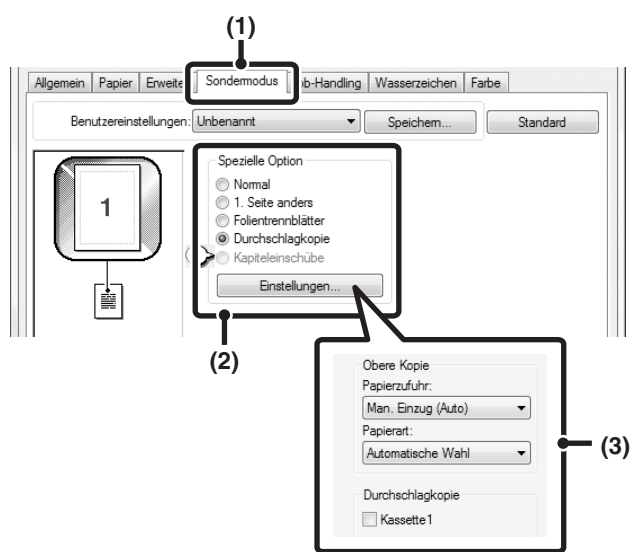 (1)
Allgemein Papier Erweite Sondermodus ob-Handling Wasserzeichen Farbe
Benutzereinstellungen: Unbenannt Speichern... Standard
Spezielle Option
Normal
1. Seite anders
Folientrennblätter
Durchschlagkopie
Kapiteleinschübe
Einstellungen...
1
(2)
Obere Kopie
Papierzufuhr:
Man. Einzug (Auto)
Papierart:
Automatische Wahl
(3)
Durchschlagkopie
Kassette1